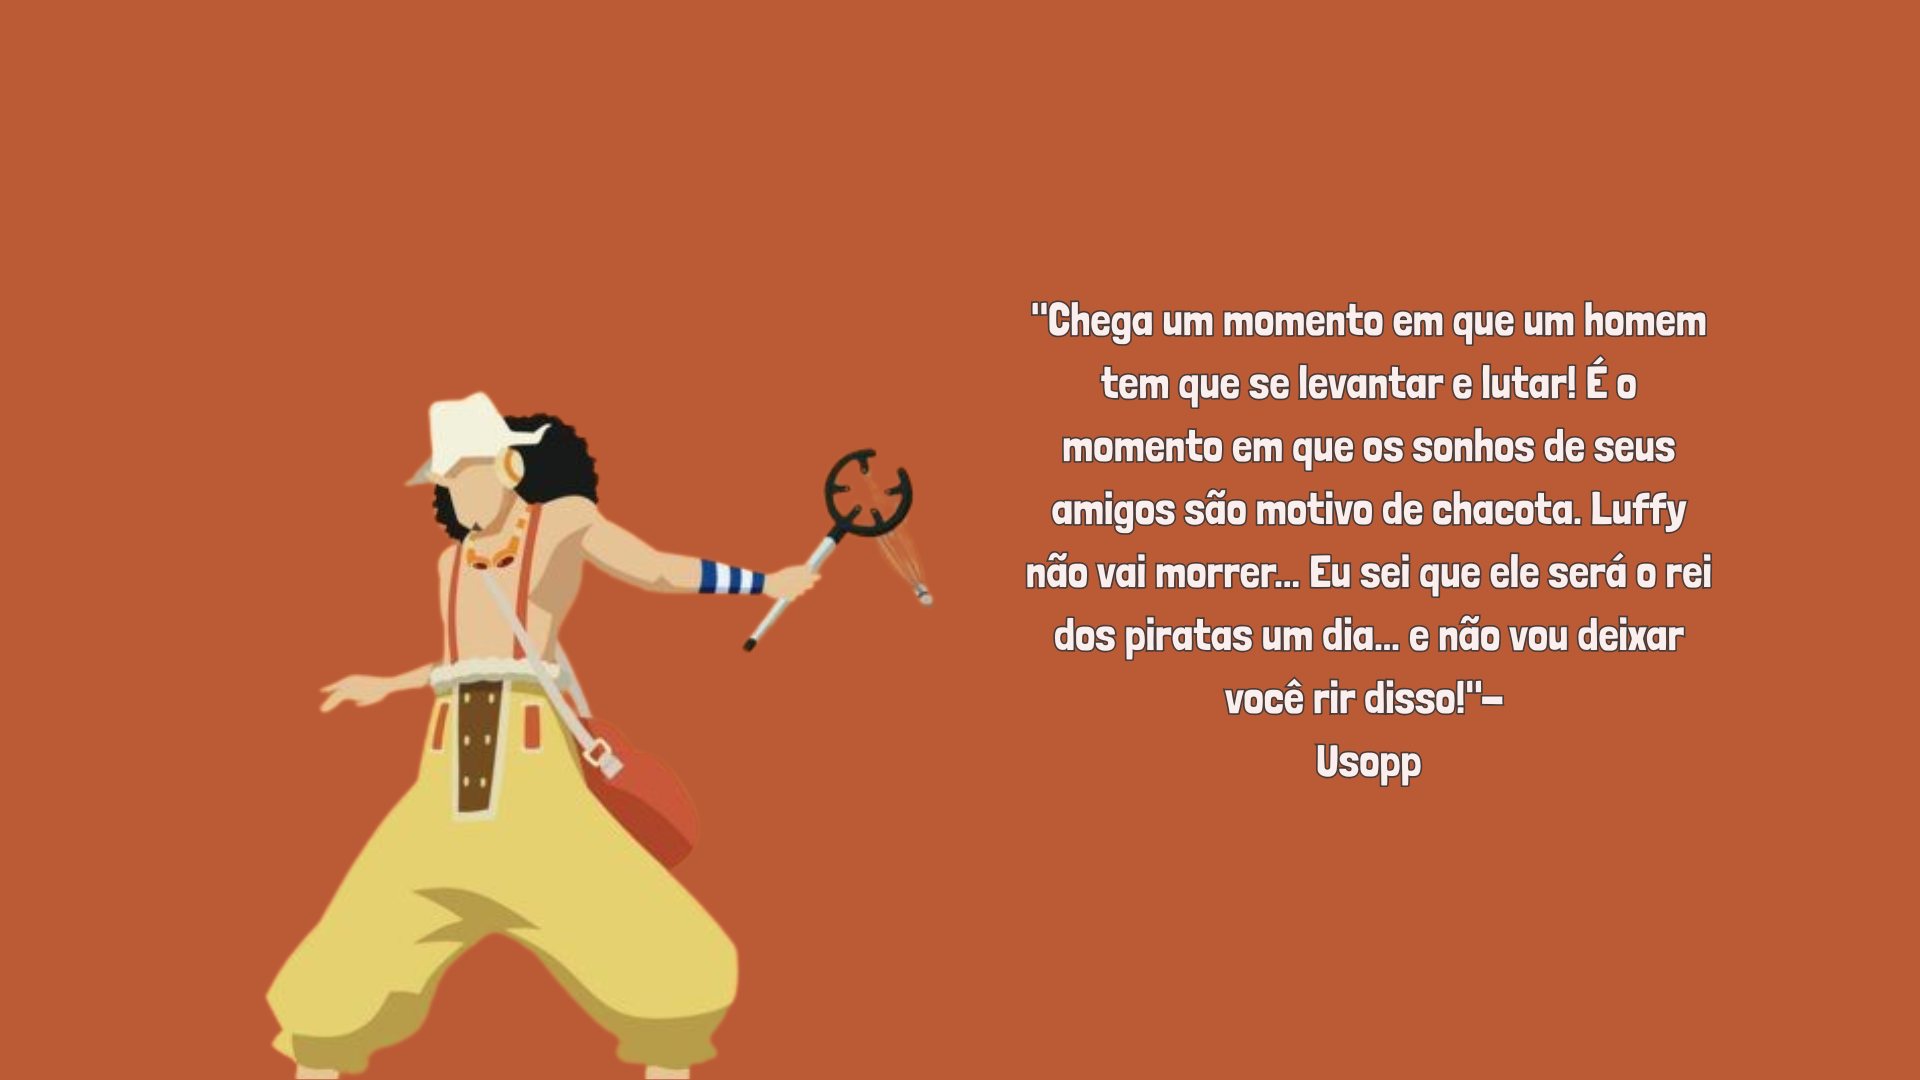 "Chega um momento em que um homem
tem que se levantar e lutar! É o
momento em que os sonhos de seus
amigos são motivo de chacota. Luffy
não vai morrer... Eu sei que ele será o rei
dos piratas um dia... e não vou deixar
você rir disso!"–
Usopp